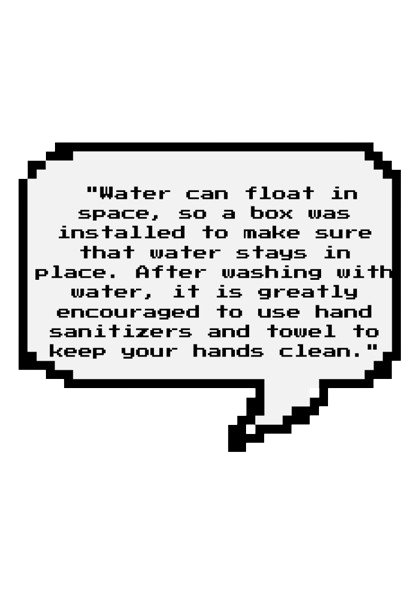 "Water can float in
space, so a box was
installed to make sure
that water stays in
place. After washing with
water, it is greatly
encouraged to use hand
sanitizers and towel to
keep your hands clean."